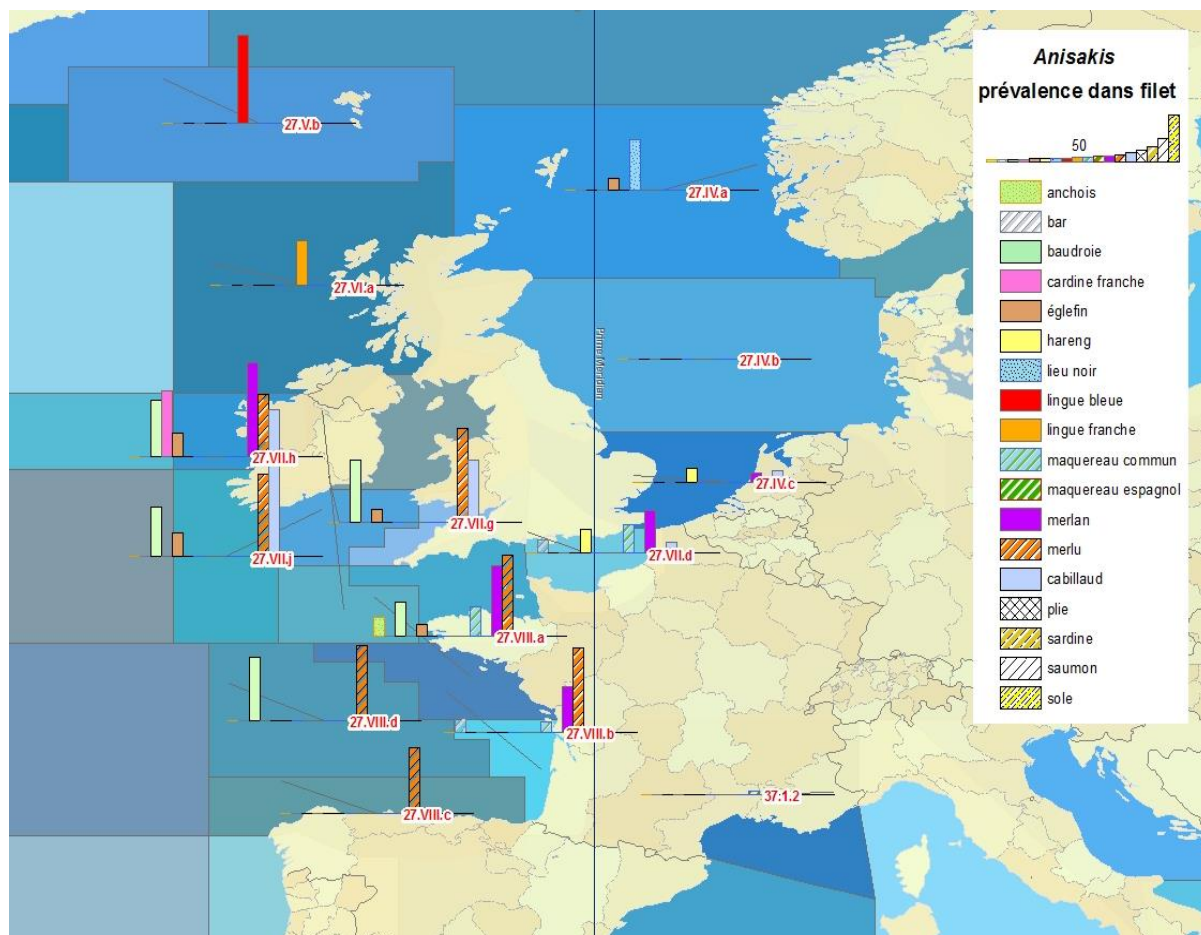 27.V.b
27.IV.a
27.VI.a
Prime Meridian
27.IV.b
27.VII.h
27.IV.c
27.VII.g
27.VII.j
27.VII.d
27.VIII.a
27.VIII.d
27.VIII.b
37:1.2
27.VIII.c
Anisakis
prévalence dans filet
50
anchois
bar
baudroie
cardine franche
églefin
hareng
lieu noir
lingue bleue
lingue franche
maquereau commun
maquereau espagnol
merlan
merlu
cabillaud
plie
sardine
saumon
sole